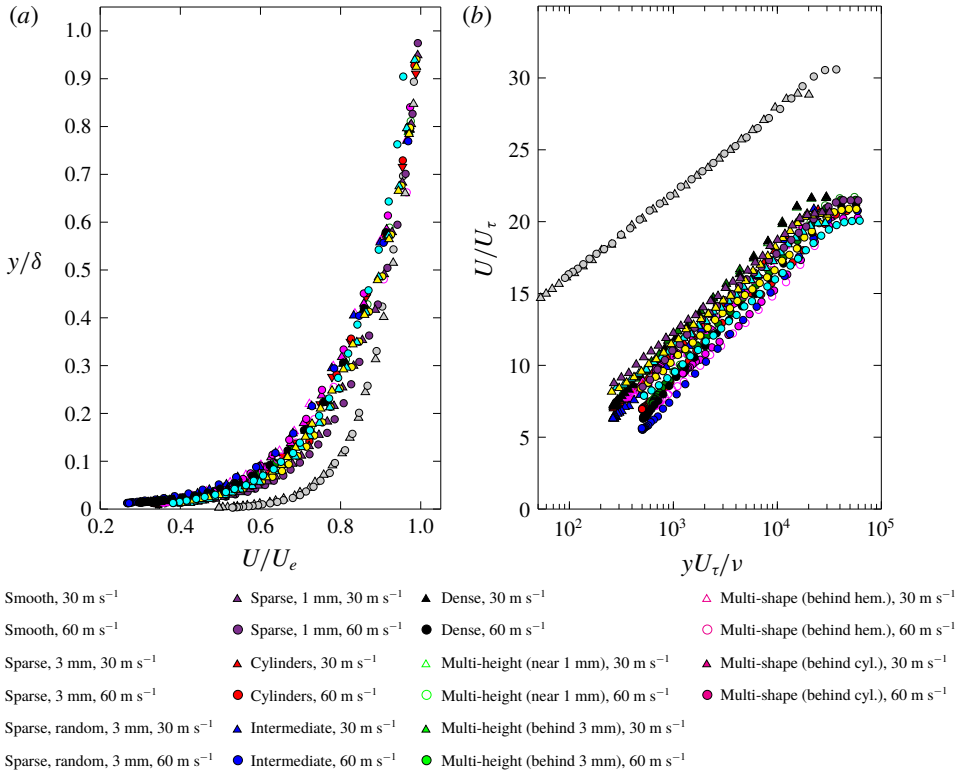 (a)
(b)
1.0
0.9
0.8
0.7
0.6
0.5
0.4
0.3
0.2
0.1
0
y/δ
0.2 0.4 0.6 0.8 1.0
U/U_e
30
25
20
15
10
5
0
U/U_τ
10² 10³ 10⁴ 10⁵
yU_τ/ν
Smooth, 30 m s⁻¹
Smooth, 60 m s⁻¹
Sparse, 3 mm, 30 m s⁻¹
Sparse, 3 mm, 60 m s⁻¹
Sparse, random, 3 mm, 30 m s⁻¹
Sparse, random, 3 mm, 60 m s⁻¹
Sparse, 1 mm, 30 m s⁻¹
Sparse, 1 mm, 60 m s⁻¹
Cylinders, 30 m s⁻¹
Cylinders, 60 m s⁻¹
Intermediate, 30 m s⁻¹
Intermediate, 60 m s⁻¹
Dense, 30 m s⁻¹
Dense, 60 m s⁻¹
Multi-height (near 1 mm), 30 m s⁻¹
Multi-height (near 1 mm), 60 m s⁻¹
Multi-height (behind 3 mm), 30 m s⁻¹
Multi-height (behind 3 mm), 60 m s⁻¹
Multi-shape (behind hem.), 30 m s⁻¹
Multi-shape (behind hem.), 60 m s⁻¹
Multi-shape (behind cyl.), 30 m s⁻¹
Multi-shape (behind cyl.), 60 m s⁻¹